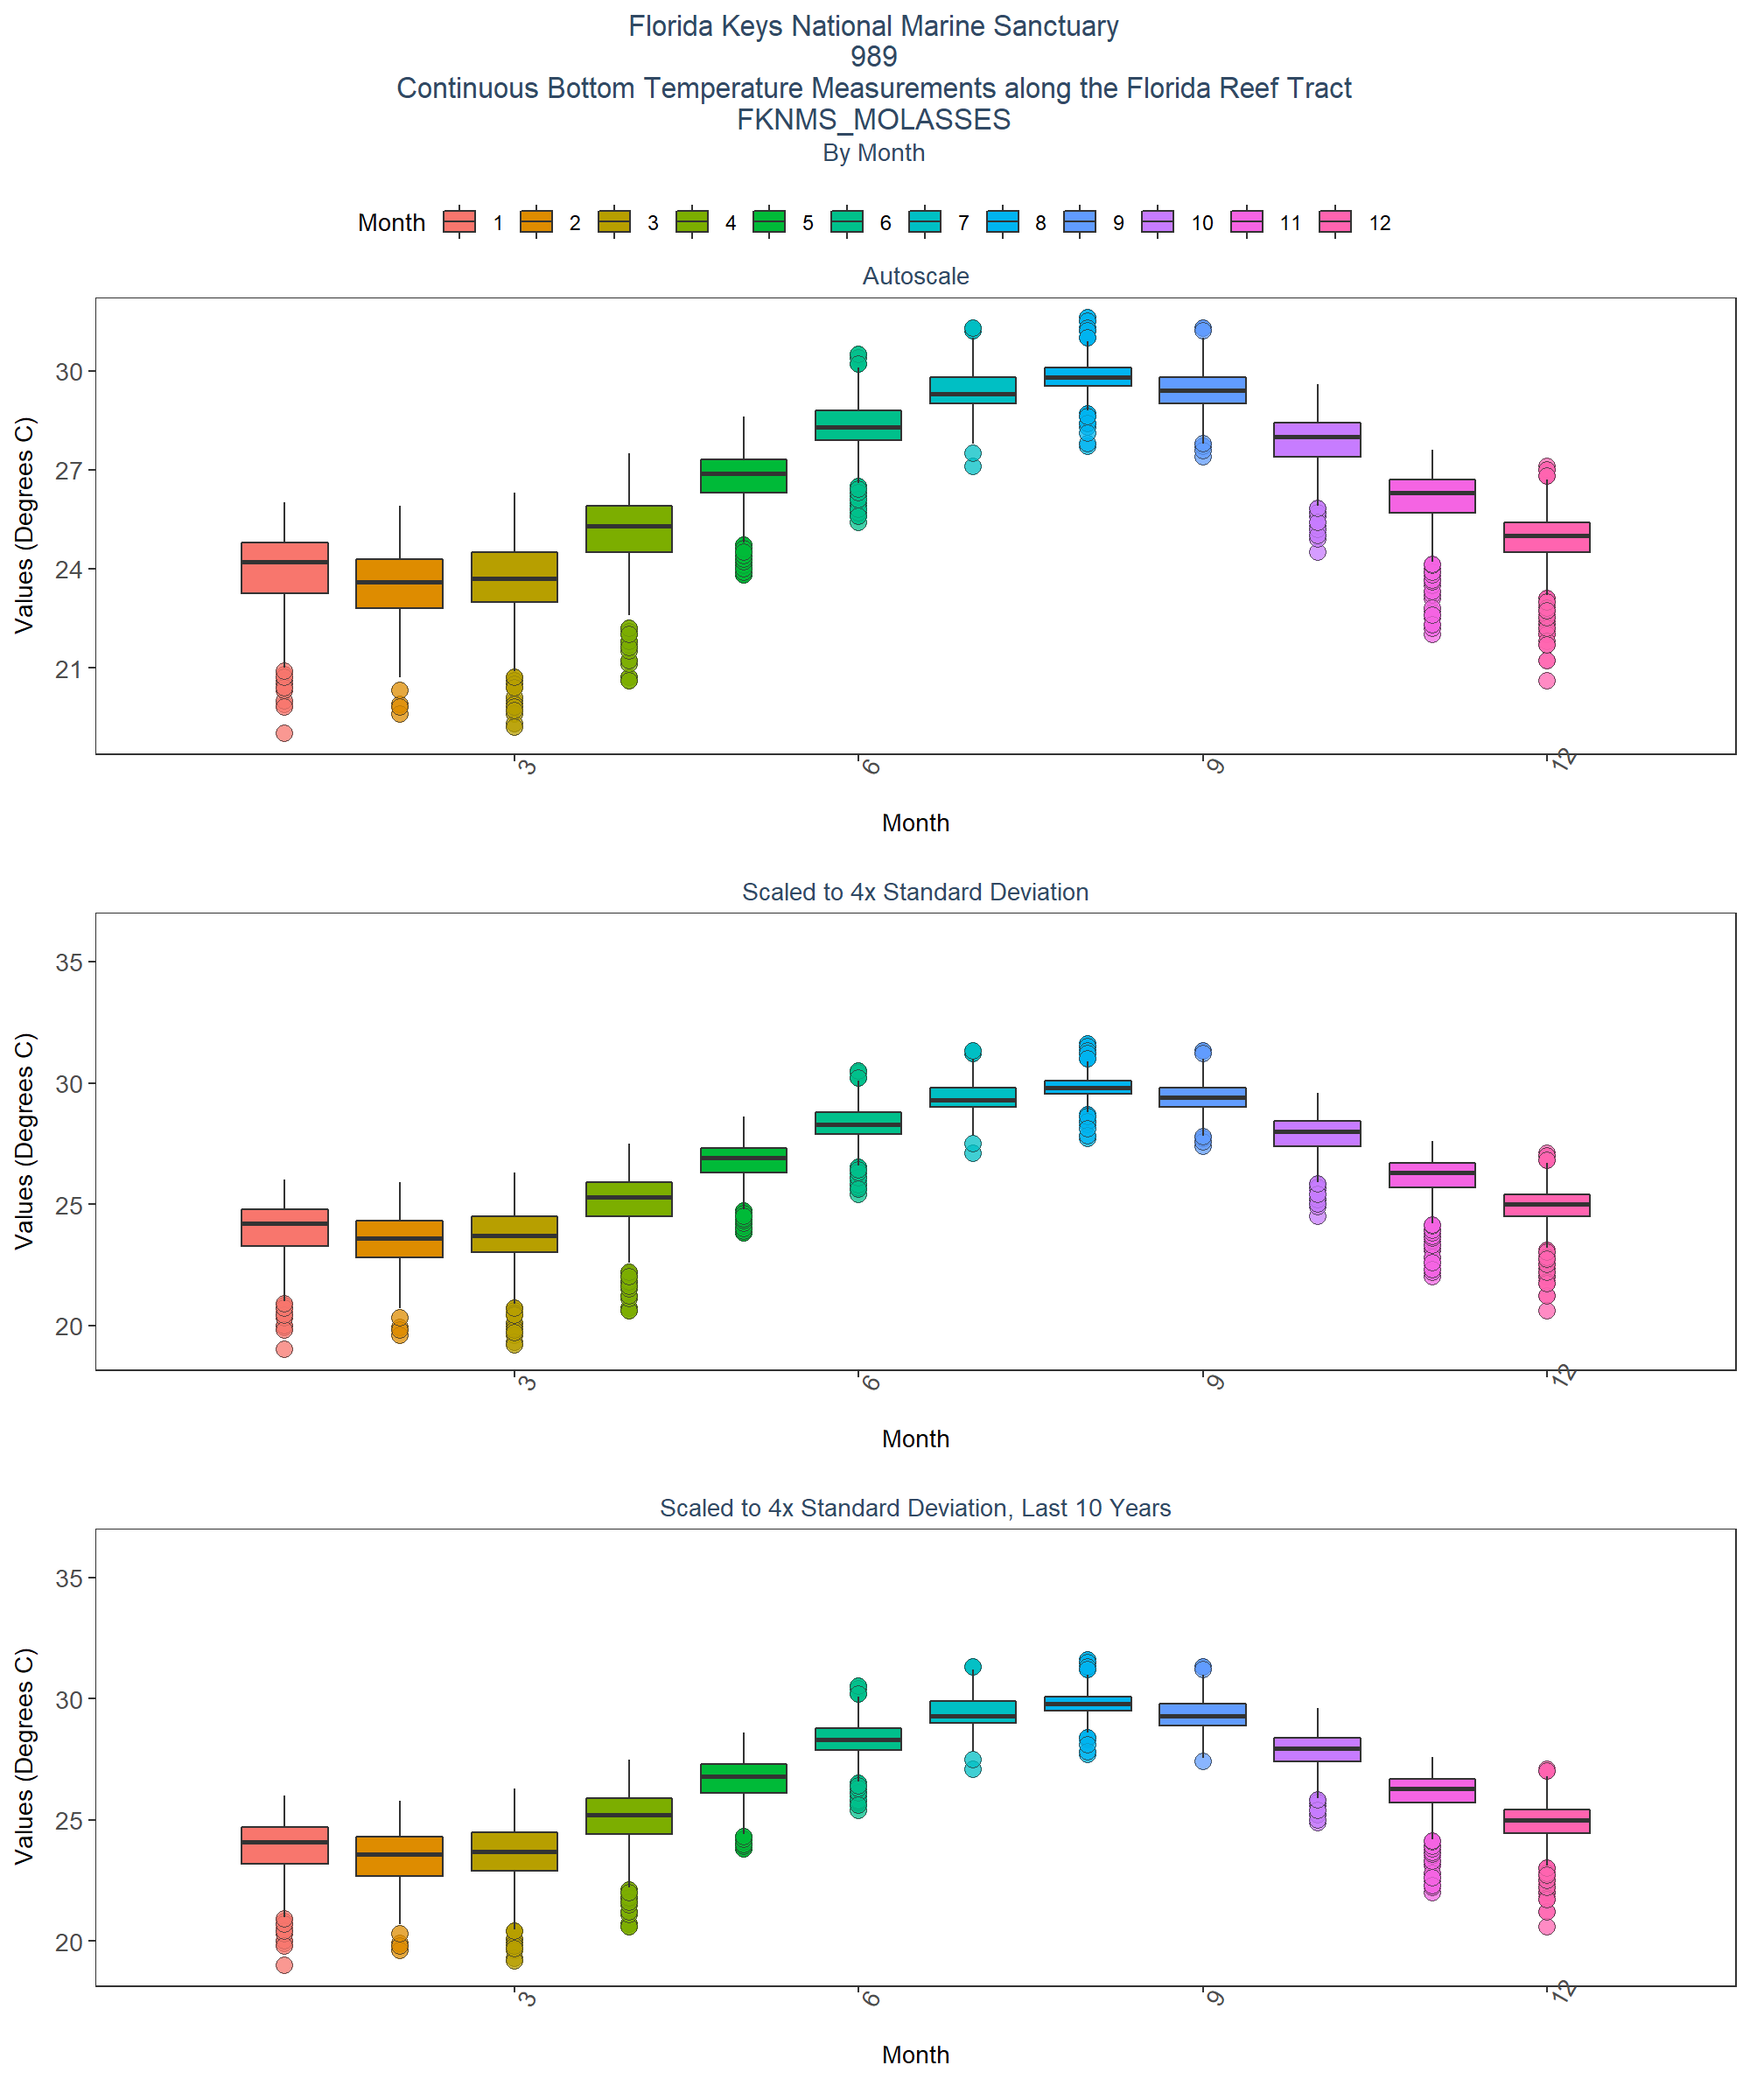 Florida Keys National Marine Sanctuary
989
Continuous Bottom Temperature Measurements along the Florida Reef Tract
FKNMS_MOLASSES
By Month
Month 1 2 3 4 5 6 7 8 9 10 11 12
Autoscale
Values (Degrees C)
30
27
24
21
3 6 9 12
Month
Scaled to 4x Standard Deviation
Values (Degrees C)
35
30
25
20
3 6 9 12
Month
Scaled to 4x Standard Deviation, Last 10 Years
Values (Degrees C)
35
30
25
20
3 6 9 12
Month